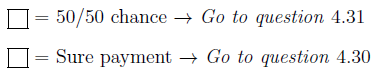 = 50/50 chance → Go to question 4.31
= Sure payment → Go to question 4.30